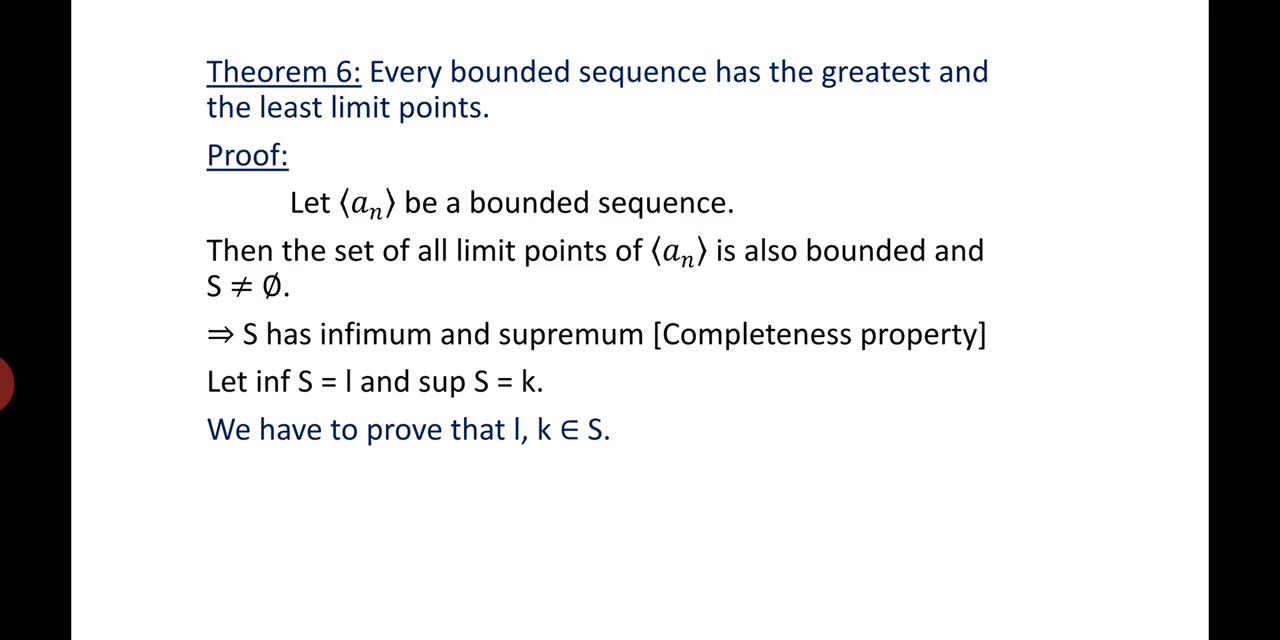 Theorem 6: Every bounded sequence has the greatest and
the least limit points.
Proof:
Let ⟨aₙ⟩ be a bounded sequence.
Then the set of all limit points of ⟨aₙ⟩ is also bounded and
S ≠ ∅.
⇒ S has infimum and supremum [Completeness property]
Let inf S = l and sup S = k.
We have to prove that l, k ∈ S.